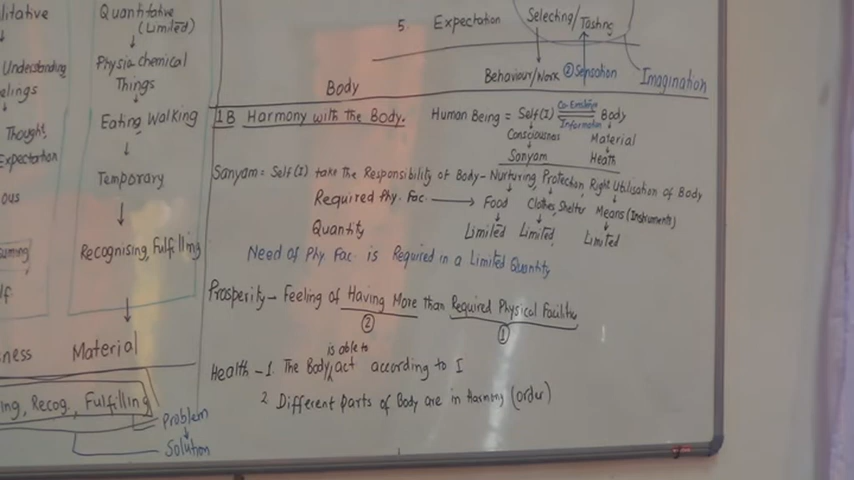 litative
Understanding
elings
Thought,
Expectation
ous
suming
lf
ness
ing, Recog., Fulfilling
Problem
Solution
Quantitative
(Limited)
Physio chemical
Things
Eating Walking
Temporary
Recognising, Fulfilling
Material
5. Expectation
Selecting/Tasting
Behaviour/Work ② Sensation
Imagination
Body
1B Harmony with the Body.
Human Being = Self(I) Body
Information
Consciousness Material
Sanyam Heath
Sanyam = Self(I) take the Responsibility of Body - Nurturing, Protection, Right Utilisation of Body
Required Phy. Fac. → Food Clothes, Shelter Means (Instruments)
Quantity Limited Limited, Limited
Need of Phy. Fac. is Required in a Limited Quantity
Prosperity - Feeling of Having More than Required Physical Facilities
② ①
is able to
Health - 1. The Body act according to I
2. Different parts of Body are in Harmony (order)